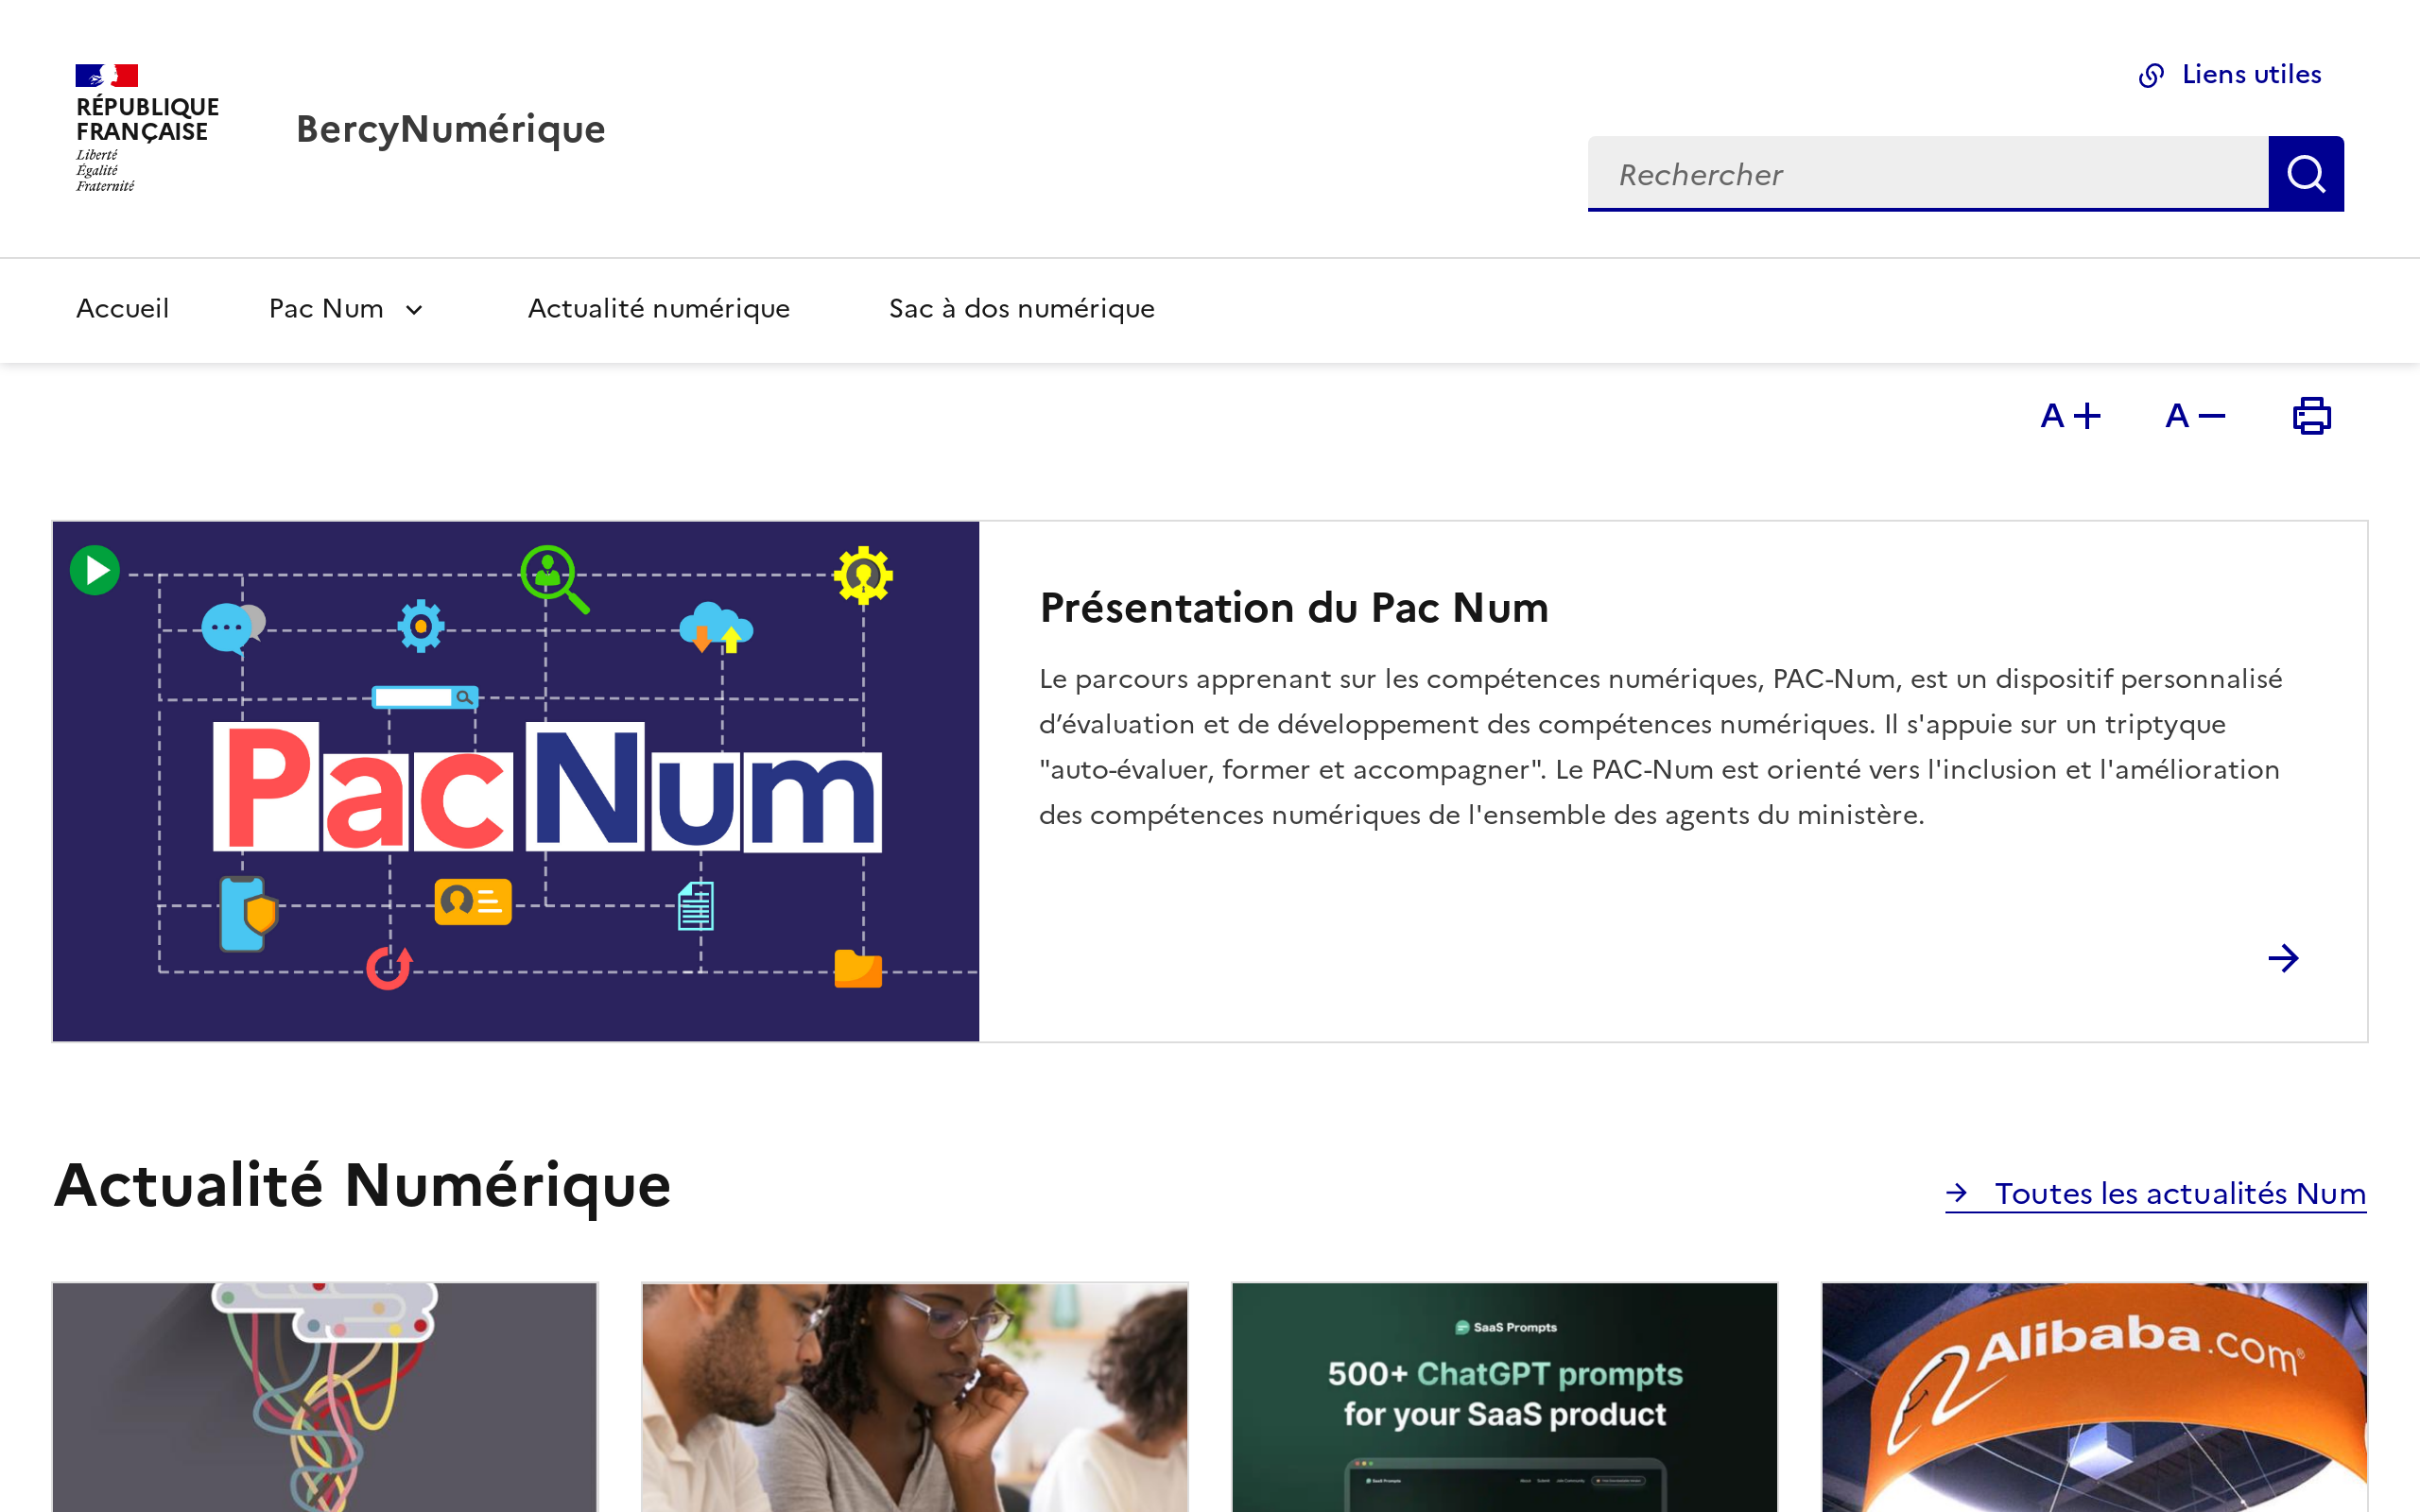 RÉPUBLIQUE
FRANÇAISE
Liberté
Égalité
Fraternité
BercyNumérique
Liens utiles
Rechercher
Accueil
Pac Num
Actualité numérique
Sac à dos numérique
A +
A −
Pac Num
Présentation du Pac Num
Le parcours apprenant sur les compétences numériques, PAC-Num, est un dispositif personnalisé
d’évaluation et de développement des compétences numériques. Il s'appuie sur un triptyque
"auto-évaluer, former et accompagner". Le PAC-Num est orienté vers l'inclusion et l'amélioration
des compétences numériques de l'ensemble des agents du ministère.
Actualité Numérique
Toutes les actualités Num
SaaS Prompts
500+ ChatGPT prompts
for your SaaS product
SaaS Prompts
Alibaba.com®